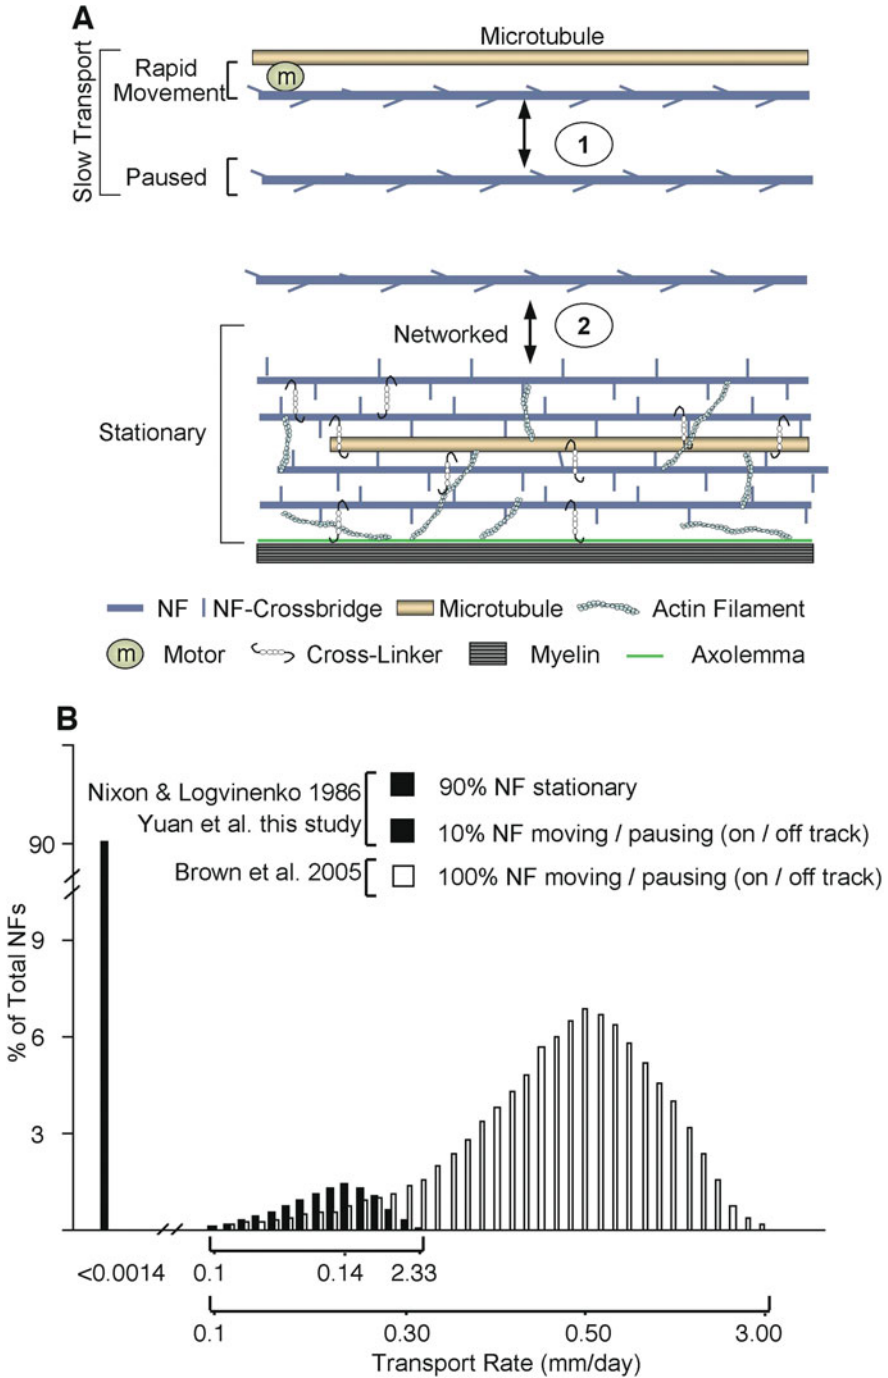 A
Microtubule
Slow Transport
Rapid
Movement
m
1
Paused
Networked
2
Stationary
NF
NF-Crossbridge
Microtubule
Actin Filament
m
Motor
Cross-Linker
Myelin
Axolemma
B
Nixon & Logvinenko 1986
90% NF stationary
Yuan et al. this study
10% NF moving / pausing (on / off track)
Brown et al. 2005
100% NF moving / pausing (on / off track)
% of Total NFs
90
9
6
3
<0.0014
0.1
0.14
2.33
0.1
0.30
0.50
3.00
Transport Rate (mm/day)